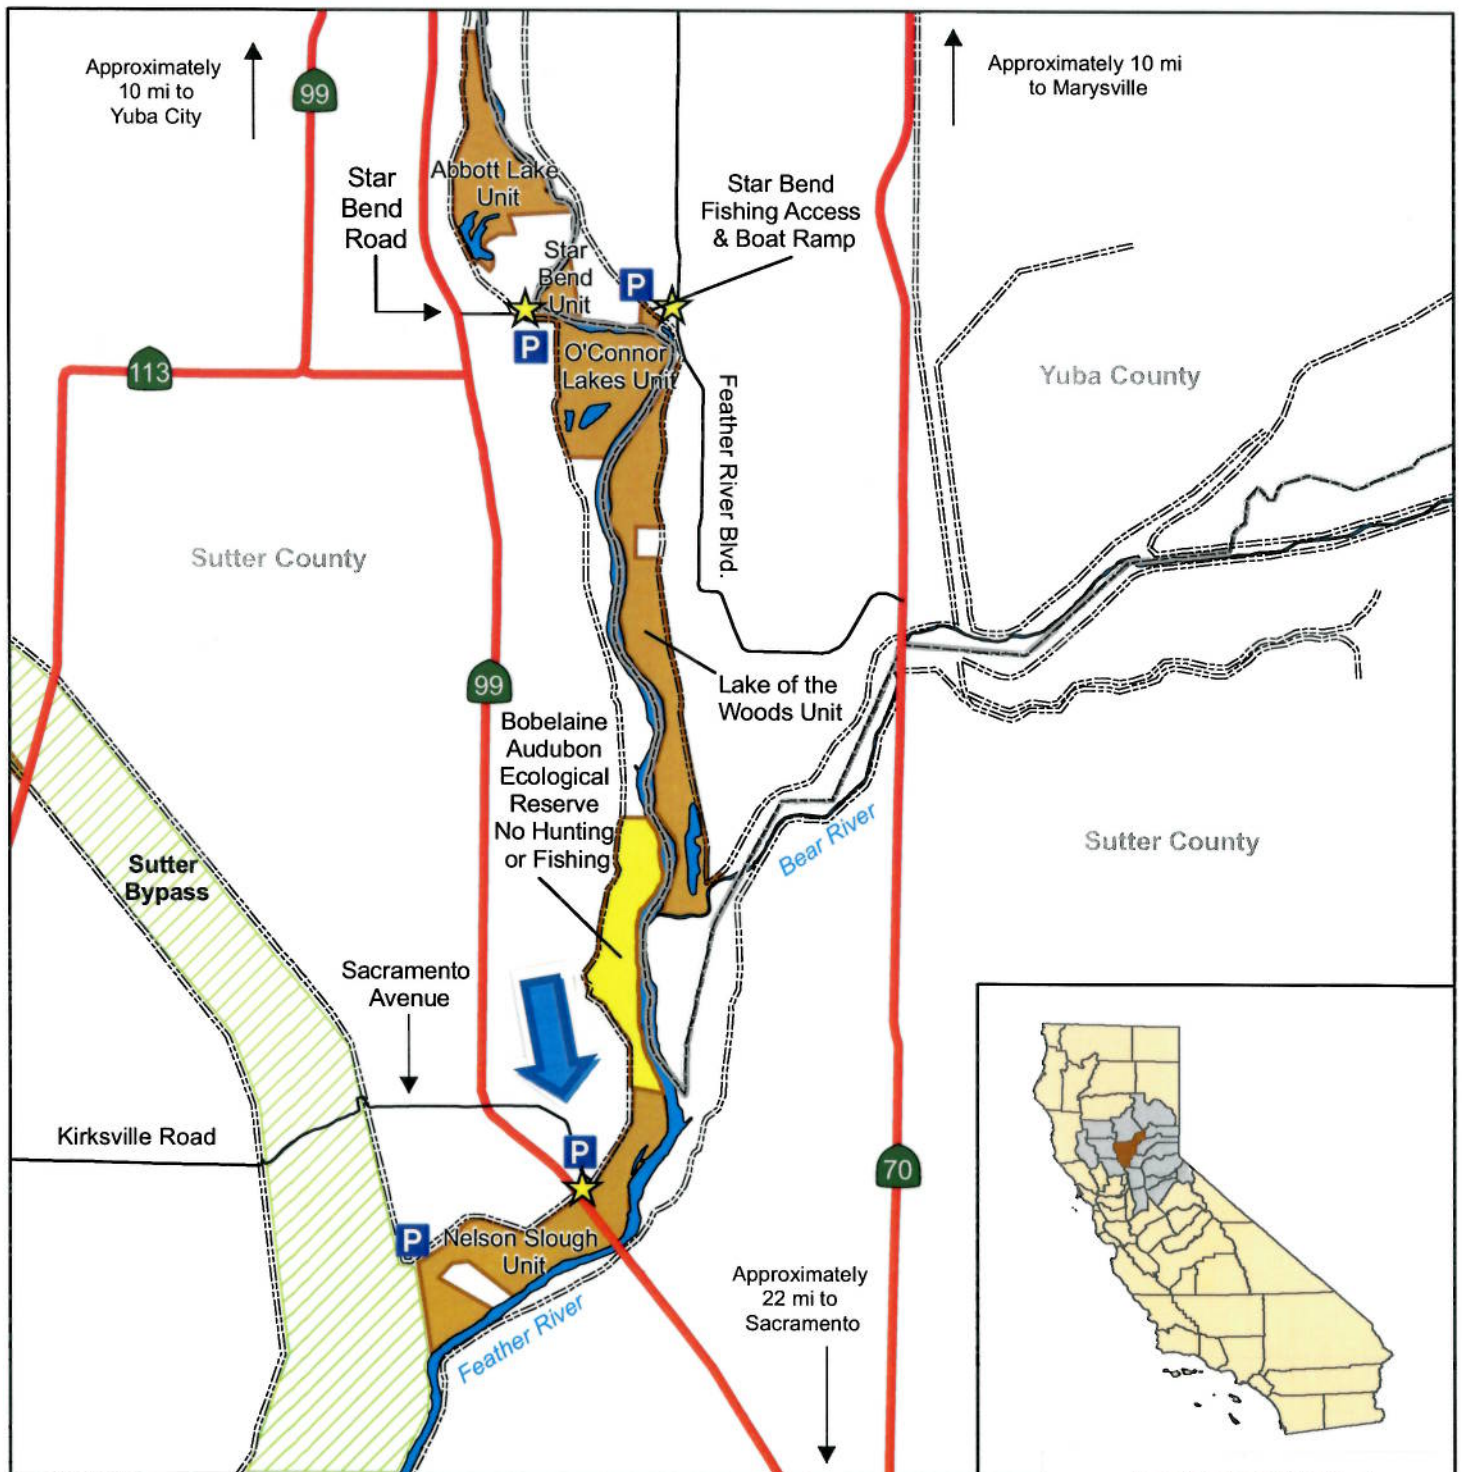 Approximately
10 mi to
Yuba City
99
Approximately 10 mi
to Marysville
Abbott Lake
Unit
Star
Bend
Road
Star Bend
Fishing Access
& Boat Ramp
Star
Bend
Unit
P
P
O'Connor
Lakes Unit
113
Feather River Blvd.
Yuba County
Sutter County
99
Lake of the
Woods Unit
Bobelaine
Audubon
Ecological
Reserve
No Hunting
or Fishing
Bear River
Sutter County
Sutter
Bypass
Sacramento
Avenue
Kirksville Road
P
70
P
Nelson Slough
Unit
Feather River
Approximately
22 mi to
Sacramento